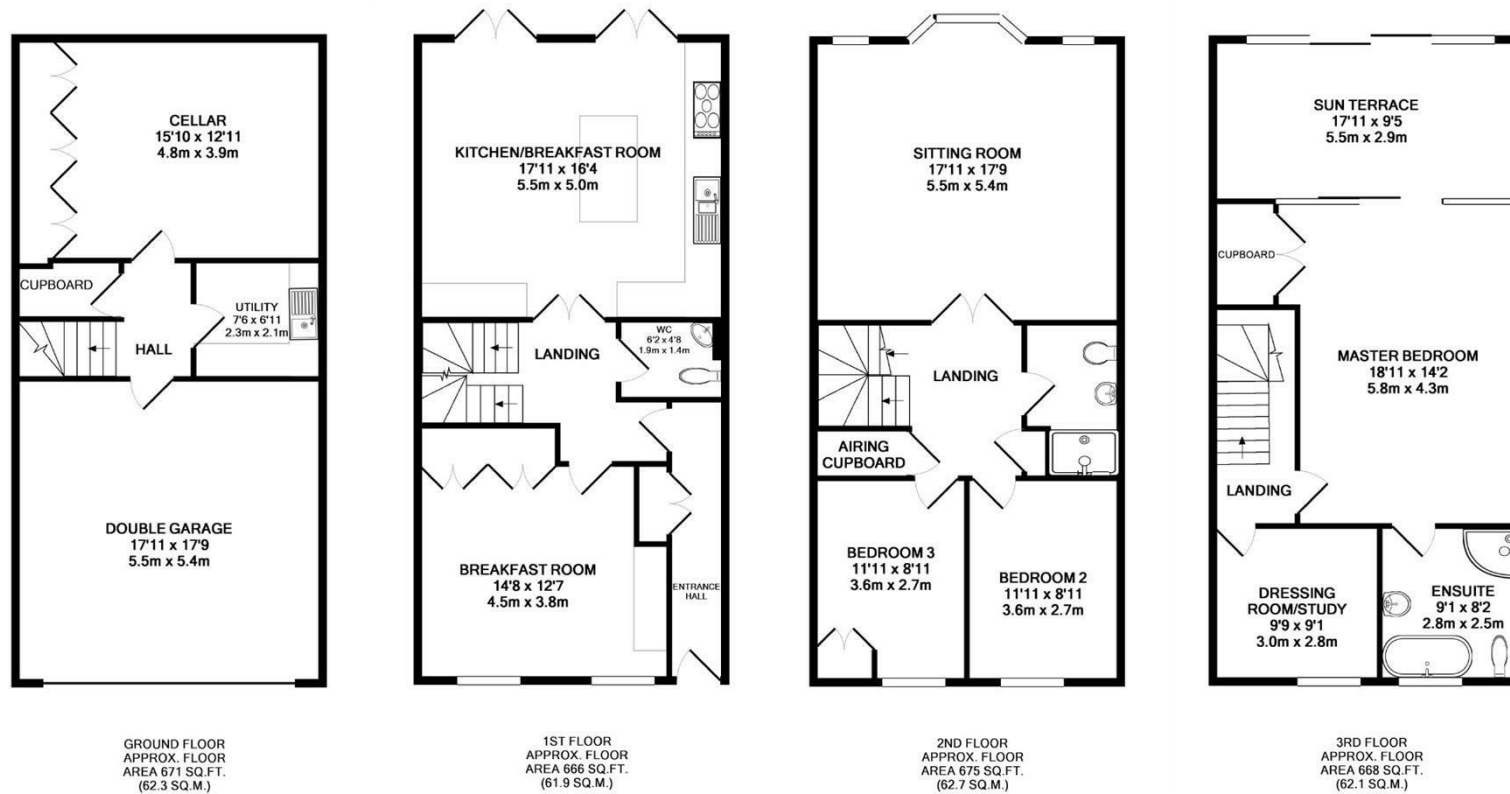 CELLAR
15'10 x 12'11
4.8m x 3.9m
CUPBOARD
UTILITY
7'6 x 6'11
2.3m x 2.1m
HALL
DOUBLE GARAGE
17'11 x 17'9
5.5m x 5.4m
GROUND FLOOR
APPROX. FLOOR
AREA 671 SQ.FT.
(62.3 SQ.M.)
KITCHEN/BREAKFAST ROOM
17'11 x 16'4
5.5m x 5.0m
WC
6'2 x 4'8
1.9m x 1.4m
LANDING
BREAKFAST ROOM
14'8 x 12'7
4.5m x 3.8m
ENTRANCE
HALL
1ST FLOOR
APPROX. FLOOR
AREA 666 SQ.FT.
(61.9 SQ.M.)
SITTING ROOM
17'11 x 17'9
5.5m x 5.4m
LANDING
AIRING
CUPBOARD
BEDROOM 3
11'11 x 8'11
3.6m x 2.7m
BEDROOM 2
11'11 x 8'11
3.6m x 2.7m
2ND FLOOR
APPROX. FLOOR
AREA 675 SQ.FT.
(62.7 SQ.M.)
SUN TERRACE
17'11 x 9'5
5.5m x 2.9m
CUPBOARD
MASTER BEDROOM
18'11 x 14'2
5.8m x 4.3m
LANDING
DRESSING
ROOM/STUDY
9'9 x 9'1
3.0m x 2.8m
ENSUITE
9'1 x 8'2
2.8m x 2.5m
3RD FLOOR
APPROX. FLOOR
AREA 668 SQ.FT.
(62.1 SQ.M.)